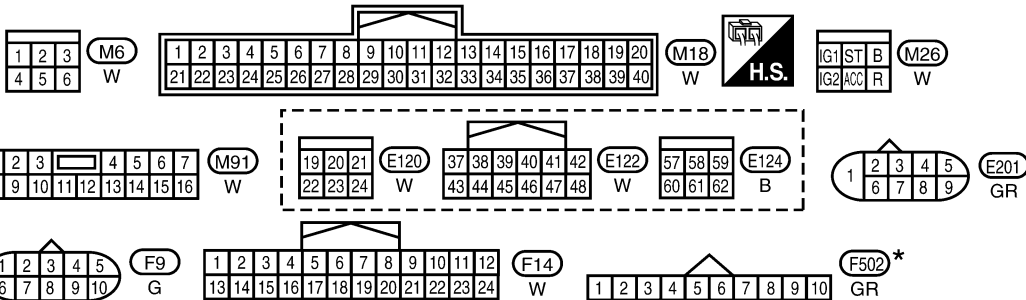 1 2 3 M6 1 2 3 4 5 6 7 8 9 10 11 12 13 14 15 16 17 18 19 20 M18 H.S. IG1 ST B M26
4 5 6 W 21 22 23 24 25 26 27 28 29 30 31 32 33 34 35 36 37 38 39 40 W IG2 ACC R W
2 3 4 5 6 7 M91 19 20 21 E120 37 38 39 40 41 42 E122 57 58 59 E124 1 2 3 4 5 E201
9 10 11 12 13 14 15 16 W 22 23 24 W 43 44 45 46 47 48 W 60 61 62 B 6 7 8 9 GR
1 2 3 4 5 F9 1 2 3 4 5 6 7 8 9 10 11 12 F14 F502 *
6 7 8 9 10 G 13 14 15 16 17 18 19 20 21 22 23 24 W 1 2 3 4 5 6 7 8 9 10 GR